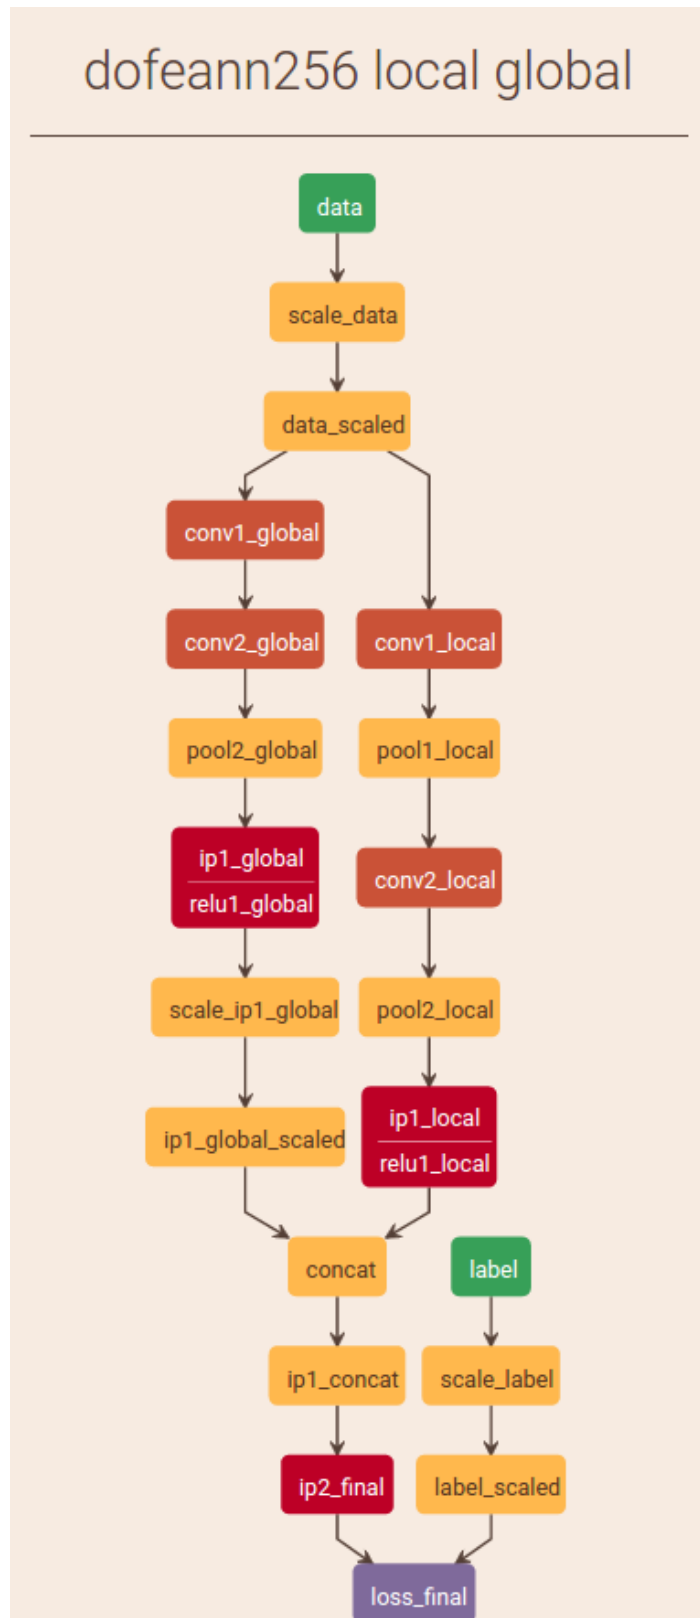 dofeann256 local global
data
scale_data
data_scaled
conv1_global
conv2_global
conv1_local
pool2_global
pool1_local
ip1_global
relu1_global
conv2_local
scale_ip1_global
pool2_local
ip1_global_scaled
ip1_local
relu1_local
concat
label
ip1_concat
scale_label
ip2_final
label_scaled
loss_final